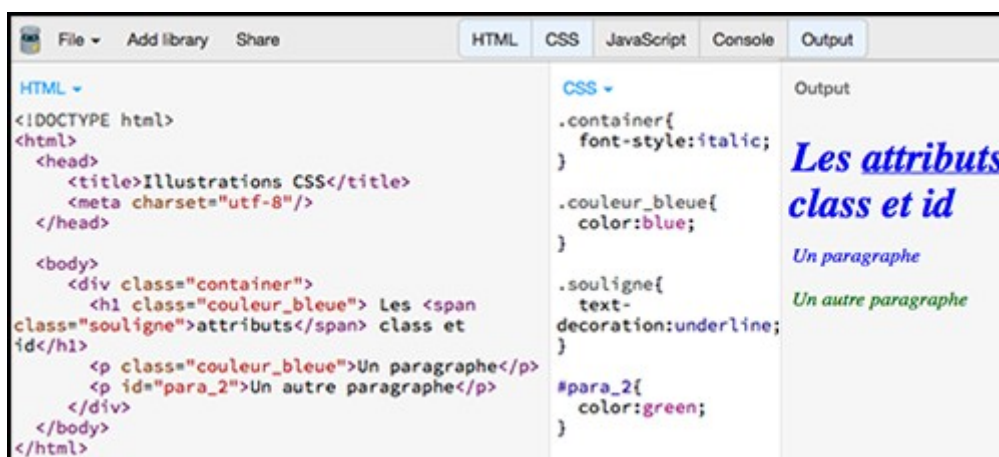 File Add library Share HTML CSS JavaScript Console Output
HTML
<!DOCTYPE html>
<html>
<head>
<title>Illustrations CSS</title>
<meta charset="utf-8"/>
</head>
<body>
<div class="container">
<h1 class="couleur_bleue"> Les <span
class="souligne">attributs</span> class et
id</h1>
<p class="couleur_bleue">Un paragraphe</p>
<p id="para_2">Un autre paragraphe</p>
</div>
</body>
</html>
CSS
.container{
font-style:italic;
}
.couleur_bleue{
color:blue;
}
.souligne{
text-
decoration:underline;
}
#para_2{
color:green;
}
Output
Les attributs
class et id
Un paragraphe
Un autre paragraphe